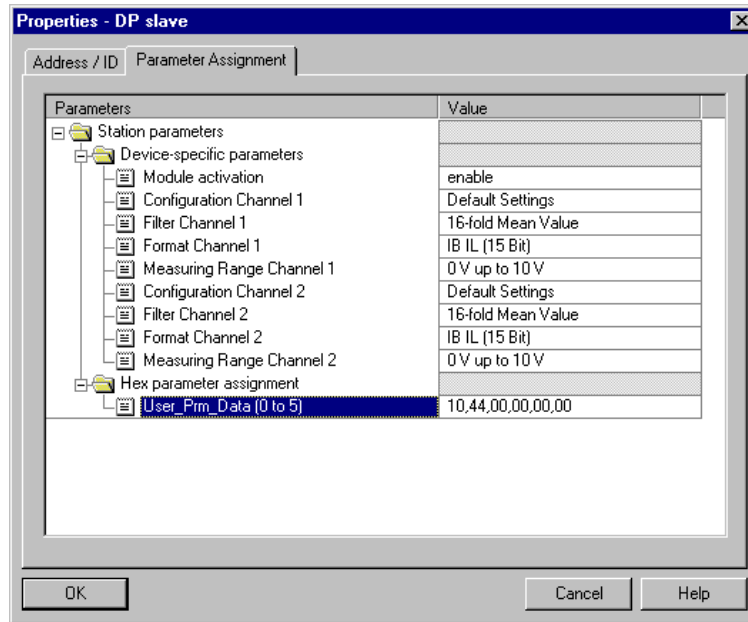 Properties - DP slave
Address / ID Parameter Assignment
Parameters Value
Station parameters
Device-specific parameters
Module activation enable
Configuration Channel 1 Default Settings
Filter Channel 1 16-fold Mean Value
Format Channel 1 IB IL (15 Bit)
Measuring Range Channel 1 0 V up to 10 V
Configuration Channel 2 Default Settings
Filter Channel 2 16-fold Mean Value
Format Channel 2 IB IL (15 Bit)
Measuring Range Channel 2 0 V up to 10 V
Hex parameter assignment
User_Prm_Data (0 to 5) 10,44,00,00,00,00
OK Cancel Help